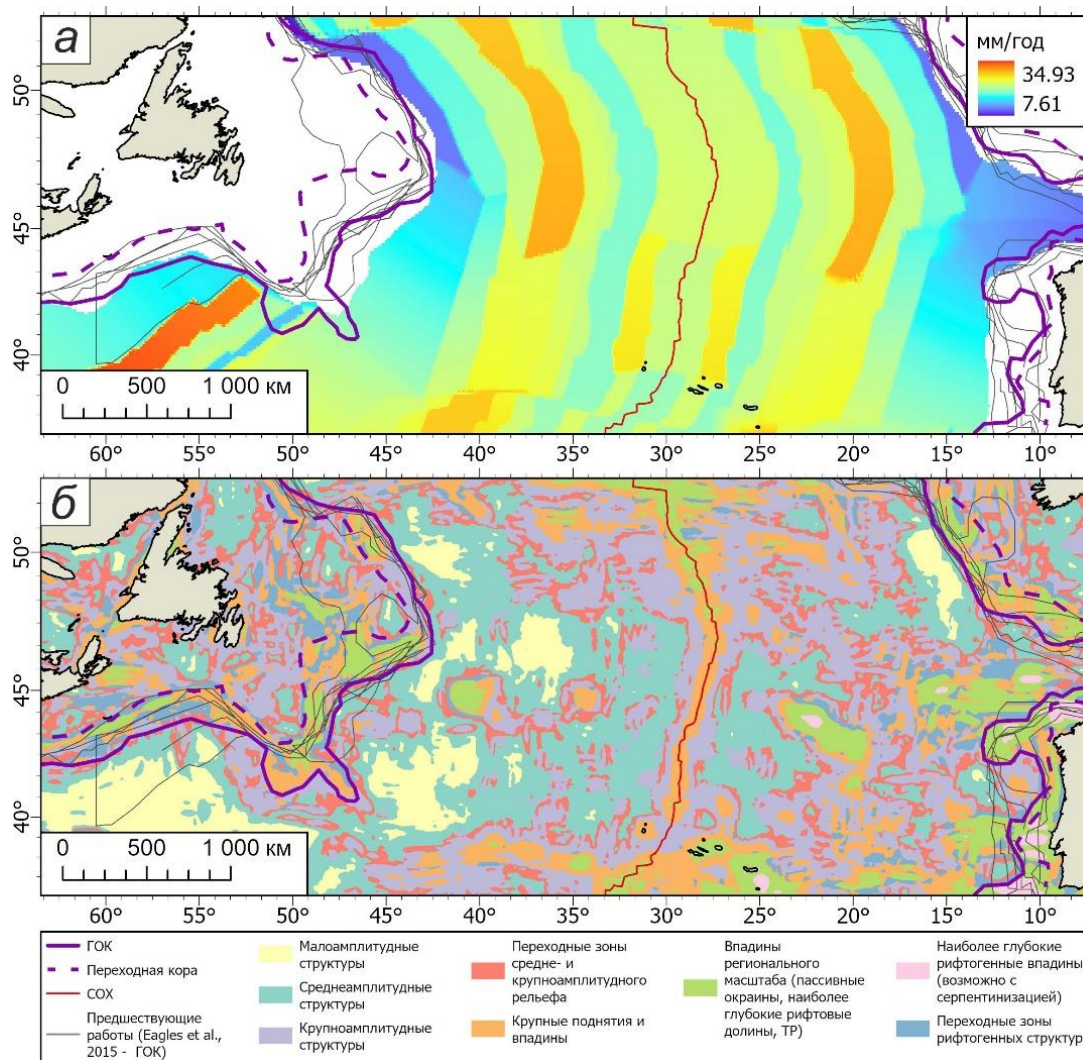 а
мм/год
34.93
7.61
50°
45°
40°
0 500 1 000 км
60° 55° 50° 45° 40° 35° 30° 25° 20° 15° 10°
б
50°
45°
40°
0 500 1 000 км
60° 55° 50° 45° 40° 35° 30° 25° 20° 15° 10°
ГОК
Переходная кора
СОХ
Предшествующие
работы (Eagles et al.,
2015 - ГОК)
Малоамплитудные
структуры
Среднеамплитудные
структуры
Крупноамплитудные
структуры
Переходные зоны
средне- и
крупноамплитудного
рельефа
Крупные поднятия и
впадины
Впадины
регионального
масштаба (пассивные
окраины, наиболее
глубокие рифтовые
долины, ТР)
Наиболее глубокие
рифтогенные впадины
(возможно с
серпентинизацией)
Переходные зоны
рифтогенных структур